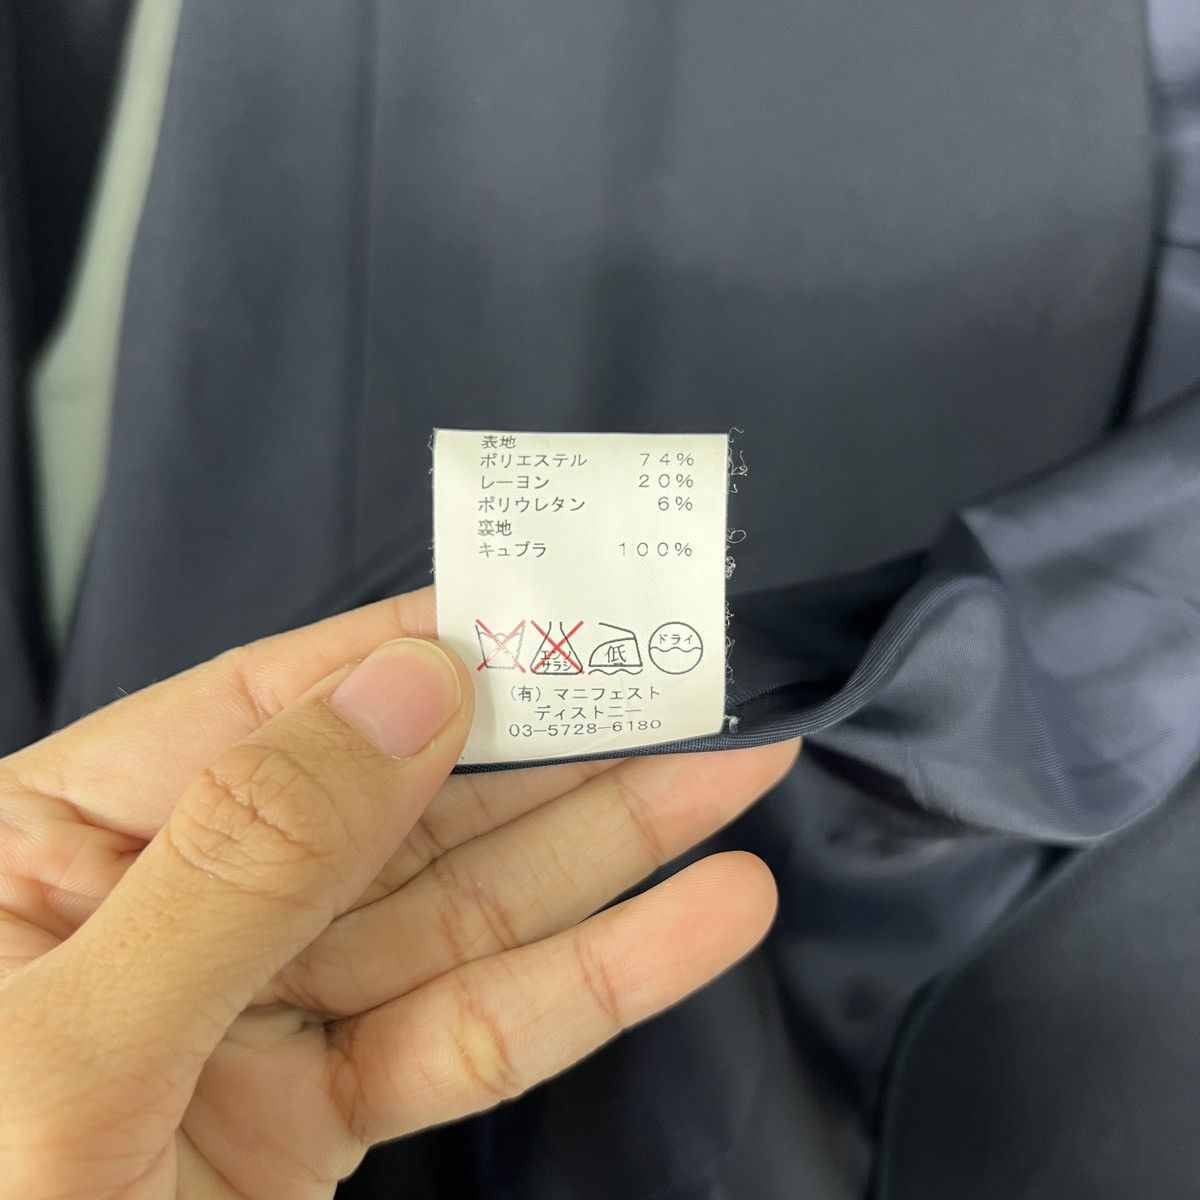 表地
ポリエステル 74%
レーヨン 20%
ポリウレタン 6%
裏地
キュプラ 100%
エンソ
サラシ
低
ドライ
(有) マニフェスト
ディストニー
03-5728-6180